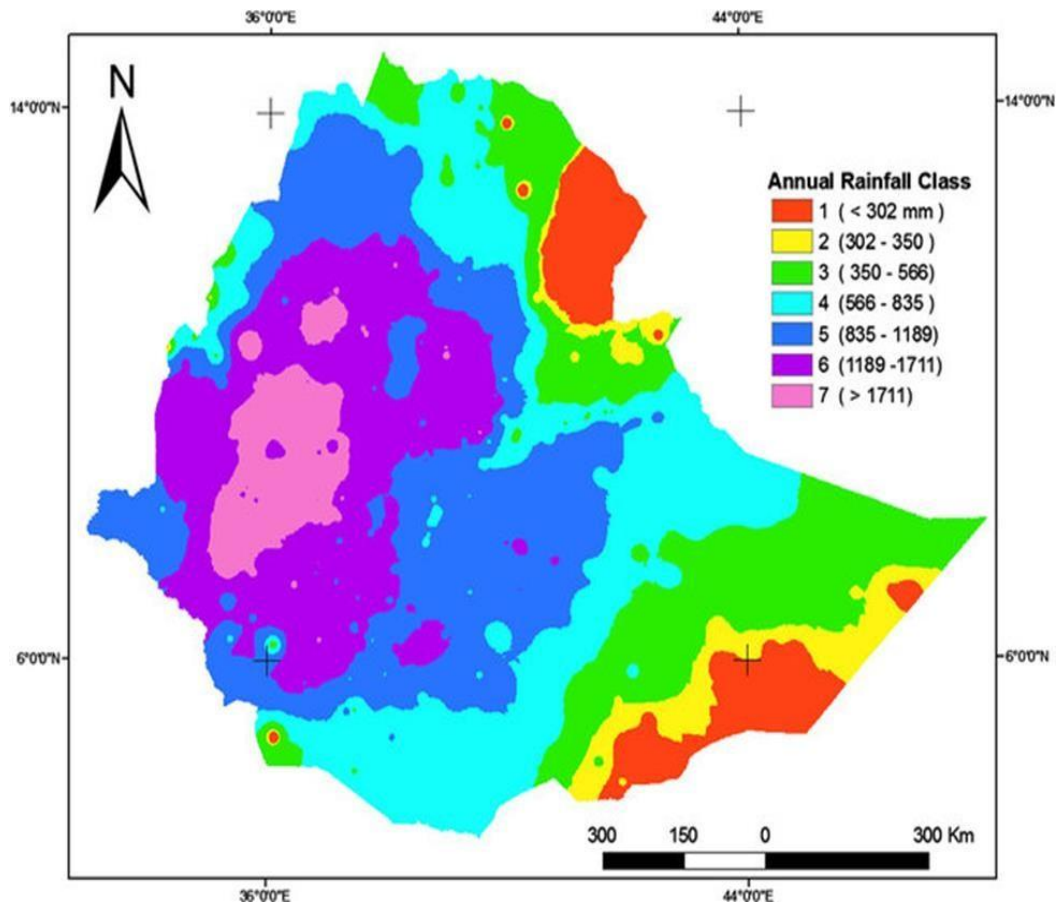 36°0'0"E 44°0'0"E
N
14°0'0"N 14°0'0"N
Annual Rainfall Class
1 ( < 302 mm )
2 (302 - 350 )
3 ( 350 - 566)
4 (566 - 835 )
5 (835 - 1189)
6 (1189 -1711)
7 ( > 1711)
6°0'0"N 6°0'0"N
300 150 0 300 Km
36°0'0"E 44°0'0"E